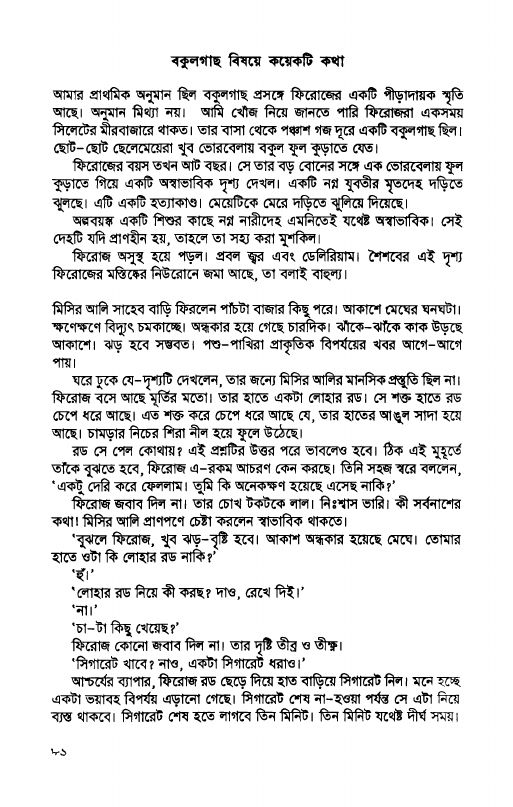 বকুলগাছ বিষয়ে কয়েকটি কথা
আমার প্রাথমিক অনুমান ছিল বকুলগাছ প্রসঙ্গে ফিরোজের একটি পীড়াদায়ক স্মৃতি
আছে। অনুমান মিথ্যা নয়। আমি খোঁজ নিয়ে জানতে পারি ফিরোজরা একসময়
সিলেটের মীরবাজারে থাকত। তার বাসা থেকে পঞ্চাশ গজ দূরে একটি বকুলগাছ ছিল।
ছোট–ছোট ছেলেমেয়েরা খুব ভোরবেলায় বকুল ফুল কুড়াতে যেত।
ফিরোজের বয়স তখন আট বছর। সে তার বড় বোনের সঙ্গে এক ভোরবেলায় ফুল
কুড়াতে গিয়ে একটি অস্বাভাবিক দৃশ্য দেখল। একটি নগ্ন যুবতীর মৃতদেহ দড়িতে
ঝুলছে। এটি একটি হত্যাকাণ্ড। মেয়েটিকে মেরে দড়িতে ঝুলিয়ে দিয়েছে।
অল্পবয়স্ক একটি শিশুর কাছে নগ্ন নারীদেহ এমনিতেই যথেষ্ট অস্বাভাবিক। সেই
দেহটি যদি প্রাণহীন হয়, তাহলে তা সহ্য করা মুশকিল।
ফিরোজ অসুস্থ হয়ে পড়ল। প্রবল জ্বর এবং ডেলিরিয়াম। শৈশবের এই দৃশ্য
ফিরোজের মস্তিষ্কের নিউরোনে জমা আছে, তা বলাই বাহুল্য।
মিসির আলি সাহেব বাড়ি ফিরলেন পাঁচটা বাজার কিছু পরে। আকাশে মেঘের ঘনঘটা।
ক্ষণেক্ষণে বিদ্যুৎ চমকাচ্ছে। অন্ধকার হয়ে গেছে চারদিক। ঝাঁকে–ঝাঁকে কাক উড়ছে
আকাশে। ঝড় হবে সম্ভবত। পশু–পাখিরা প্রাকৃতিক বিপর্যয়ের খবর আগে–আগে
পায়।
ঘরে ঢুকে যে–দৃশ্যটি দেখলেন, তার জন্যে মিসির আলির মানসিক প্রস্তুতি ছিল না।
ফিরোজ বসে আছে মূর্তির মতো। তার হাতে একটা লোহার রড। সে শক্ত হাতে রড
চেপে ধরে আছে। এত শক্ত করে চেপে ধরে আছে যে, তার হাতের আঙুল সাদা হয়ে
আছে। চামড়ার নিচের শিরা নীল হয়ে ফুলে উঠেছে।
রড সে পেল কোথায়? এই প্রশ্নটির উত্তর পরে ভাবলেও হবে। ঠিক এই মুহূর্তে
তাঁকে বুঝতে হবে, ফিরোজ এ–রকম আচরণ কেন করছে। তিনি সহজ স্বরে বললেন,
‘একটু দেরি করে ফেললাম। তুমি কি অনেকক্ষণ হয়েছে এসেছ নাকি?’
ফিরোজ জবাব দিল না। তার চোখ টকটকে লাল। নিঃশ্বাস ভারি। কী সর্বনাশের
কথা! মিসির আলি প্রাণপণে চেষ্টা করলেন স্বাভাবিক থাকতে।
‘বুঝলে ফিরোজ, খুব ঝড়–বৃষ্টি হবে। আকাশ অন্ধকার হয়েছে মেঘে। তোমার
হাতে ওটা কি লোহার রড নাকি?’
‘হুঁ।’
‘লোহার রড নিয়ে কী করছ? দাও, রেখে দিই।’
‘না।’
‘চা–টা কিছু খেয়েছ?’
ফিরোজ কোনো জবাব দিল না। তার দৃষ্টি তীব্র ও তীক্ষ্ণ।
‘সিগারেট খাবে? নাও, একটা সিগারেট ধরাও।’
আশ্চর্যের ব্যাপার, ফিরোজ রড ছেড়ে দিয়ে হাত বাড়িয়ে সিগারেট নিল। মনে হচ্ছে
একটা ভয়াবহ বিপর্যয় এড়ানো গেছে। সিগারেট শেষ না–হওয়া পর্যন্ত সে এটা নিয়ে
ব্যস্ত থাকবে। সিগারেট শেষ হতে লাগবে তিন মিনিট। তিন মিনিট যথেষ্ট দীর্ঘ সময়।
৮১